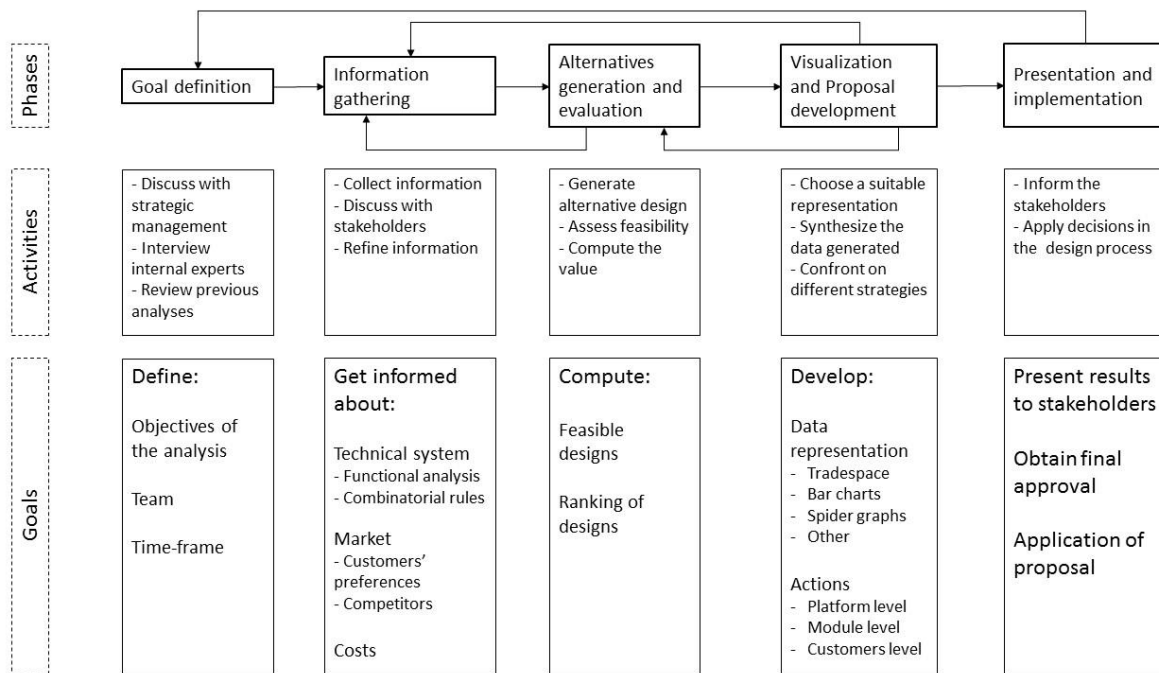 Phases
Goal definition
Information
gathering
Alternatives
generation and
evaluation
Visualization
and Proposal
development
Presentation and
implementation
Activities
- Discuss with
strategic
management
- Interview
internal experts
- Review previous
analyses
- Collect information
- Discuss with
stakeholders
- Refine information
- Generate
alternative design
- Assess feasibility
- Compute the
value
- Choose a suitable
representation
- Synthesize the
data generated
- Confront on
different strategies
- Inform the
stakeholders
- Apply decisions in
the design process
Goals
Define:
Objectives of
the analysis
Team
Time-frame
Get informed
about:
Technical system
- Functional analysis
- Combinatorial rules
Market
- Customers'
preferences
- Competitors
Costs
Compute:
Feasible
designs
Ranking of
designs
Develop:
Data
representation
- Tradespace
- Bar charts
- Spider graphs
- Other
Actions
- Platform level
- Module level
- Customers level
Present results
to stakeholders
Obtain final
approval
Application of
proposal